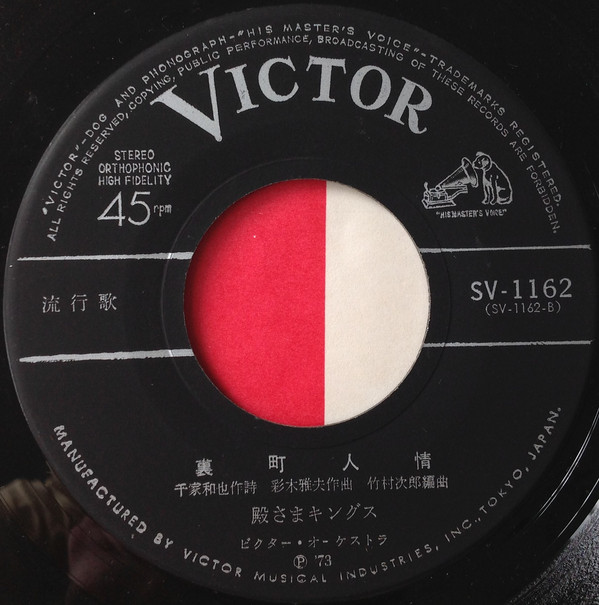 "VICTOR"-DOG AND PHONOGRAPH-"HIS MASTER'S VOICE"-TRADEMARKS REGISTERED.
ALL RIGHTS RESERVED, COPYING, PUBLIC PERFORMANCE, BROADCASTING OF THESE RECORDS ARE FORBIDDEN.
VICTOR
STEREO
ORTHOPHONIC
HIGH FIDELITY
45rpm
"HIS MASTER'S VOICE"
流行歌
SV-1162
(SV-1162-B)
裏町人情
千家和也作詩 彩木雅夫作曲 竹村次郎編曲
殿さまキングス
ビクター・オーケストラ
Ⓟ '73
MANUFACTURED BY VICTOR MUSICAL INDUSTRIES, INC., TOKYO, JAPAN.